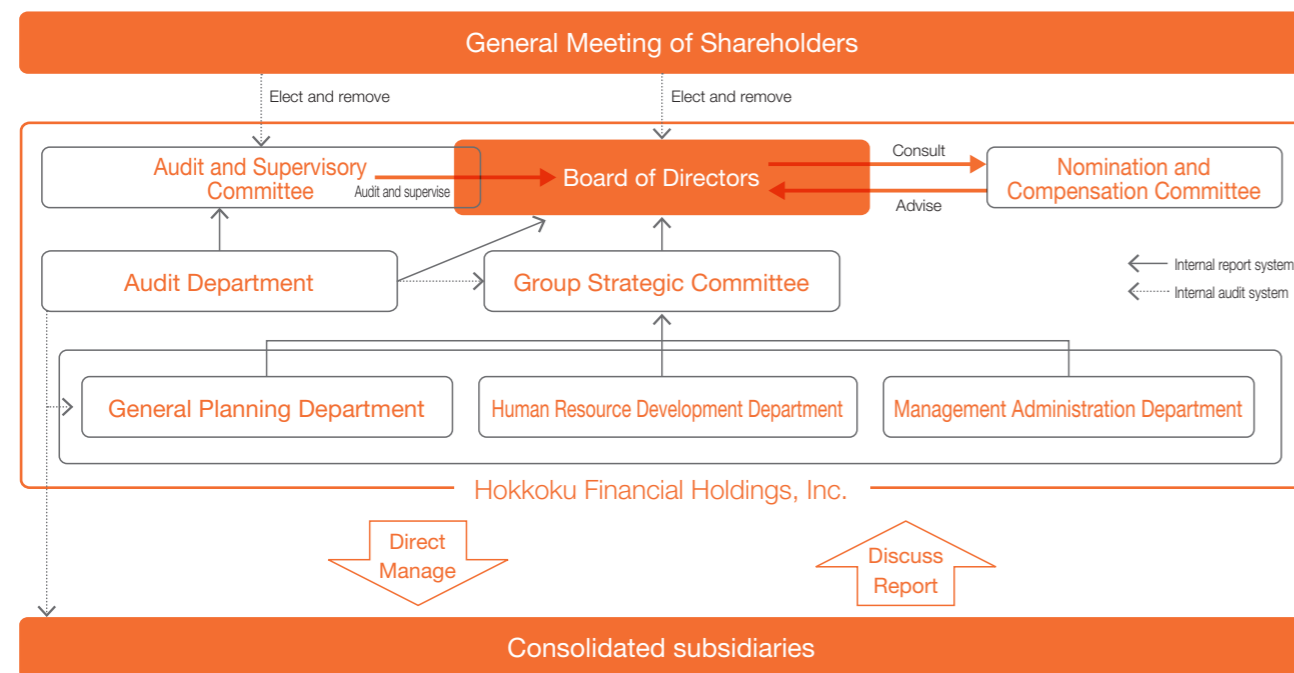 General Meeting of Shareholders
Elect and remove
Elect and remove
Audit and Supervisory
Committee
Audit and supervise
Board of Directors
Consult
Advise
Nomination and
Compensation Committee
Audit Department
Group Strategic Committee
Internal report system
Internal audit system
General Planning Department
Human Resource Development Department
Management Administration Department
Hokkoku Financial Holdings, Inc.
Direct
Manage
Discuss
Report
Consolidated subsidiaries